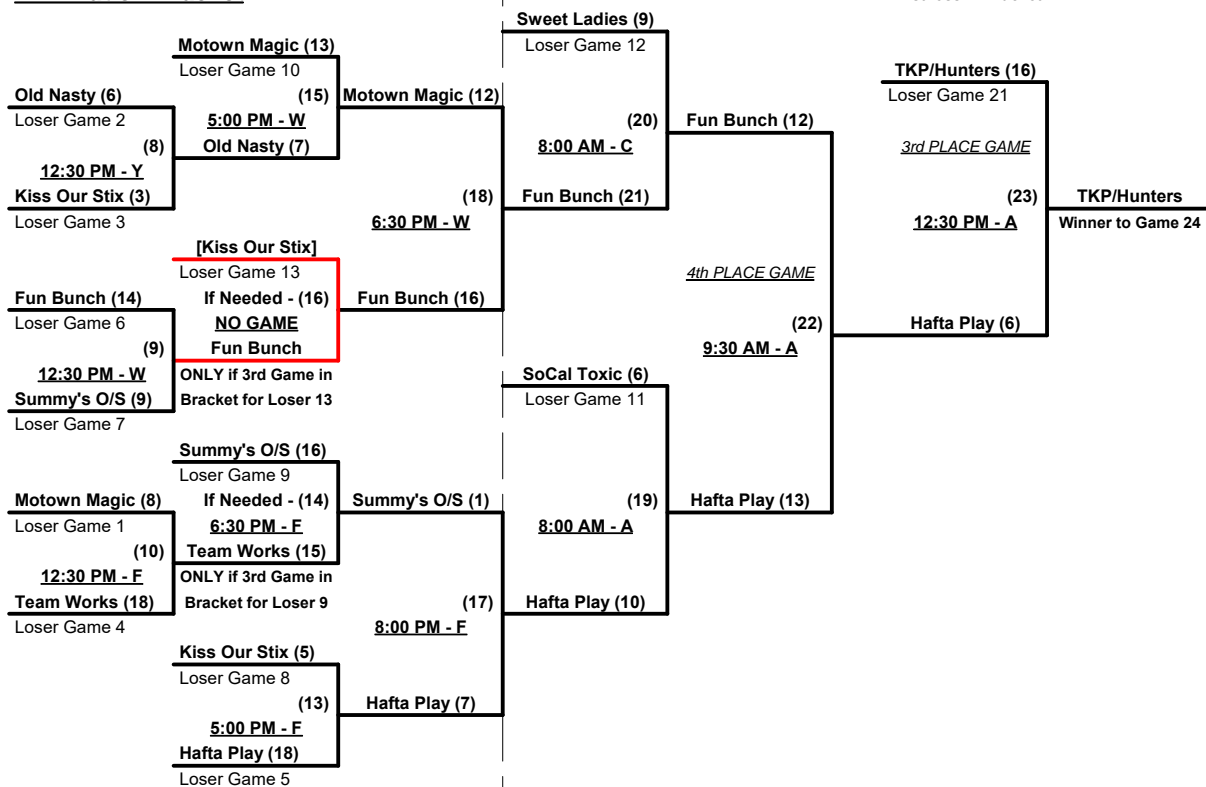 Sweet Ladies (9)
Loser Game 12
Motown Magic (13)
Loser Game 10
TKP/Hunters (16)
Loser Game 21
Old Nasty (6)
Loser Game 2
(15)
5:00 PM - W
Motown Magic (12)
(20)
8:00 AM - C
Fun Bunch (12)
3rd PLACE GAME
(8)
12:30 PM - Y
Old Nasty (7)
Kiss Our Stix (3)
Loser Game 3
(18)
6:30 PM - W
Fun Bunch (21)
(23)
12:30 PM - A
TKP/Hunters
Winner to Game 24
[Kiss Our Stix]
Loser Game 13
4th PLACE GAME
Fun Bunch (14)
Loser Game 6
If Needed - (16)
NO GAME
Fun Bunch
Fun Bunch (16)
(22)
9:30 AM - A
Hafta Play (6)
(9)
12:30 PM - W
ONLY if 3rd Game in
Bracket for Loser 13
Summy's O/S (9)
Loser Game 7
SoCal Toxic (6)
Loser Game 11
Summy's O/S (16)
Loser Game 9
Motown Magic (8)
Loser Game 1
If Needed - (14)
6:30 PM - F
Summy's O/S (1)
(19)
8:00 AM - A
Hafta Play (13)
(10)
12:30 PM - F
Team Works (15)
ONLY if 3rd Game in
Bracket for Loser 9
Team Works (18)
Loser Game 4
(17)
8:00 PM - F
Hafta Play (10)
Kiss Our Stix (5)
Loser Game 8
(13)
5:00 PM - F
Hafta Play (7)
Hafta Play (18)
Loser Game 5